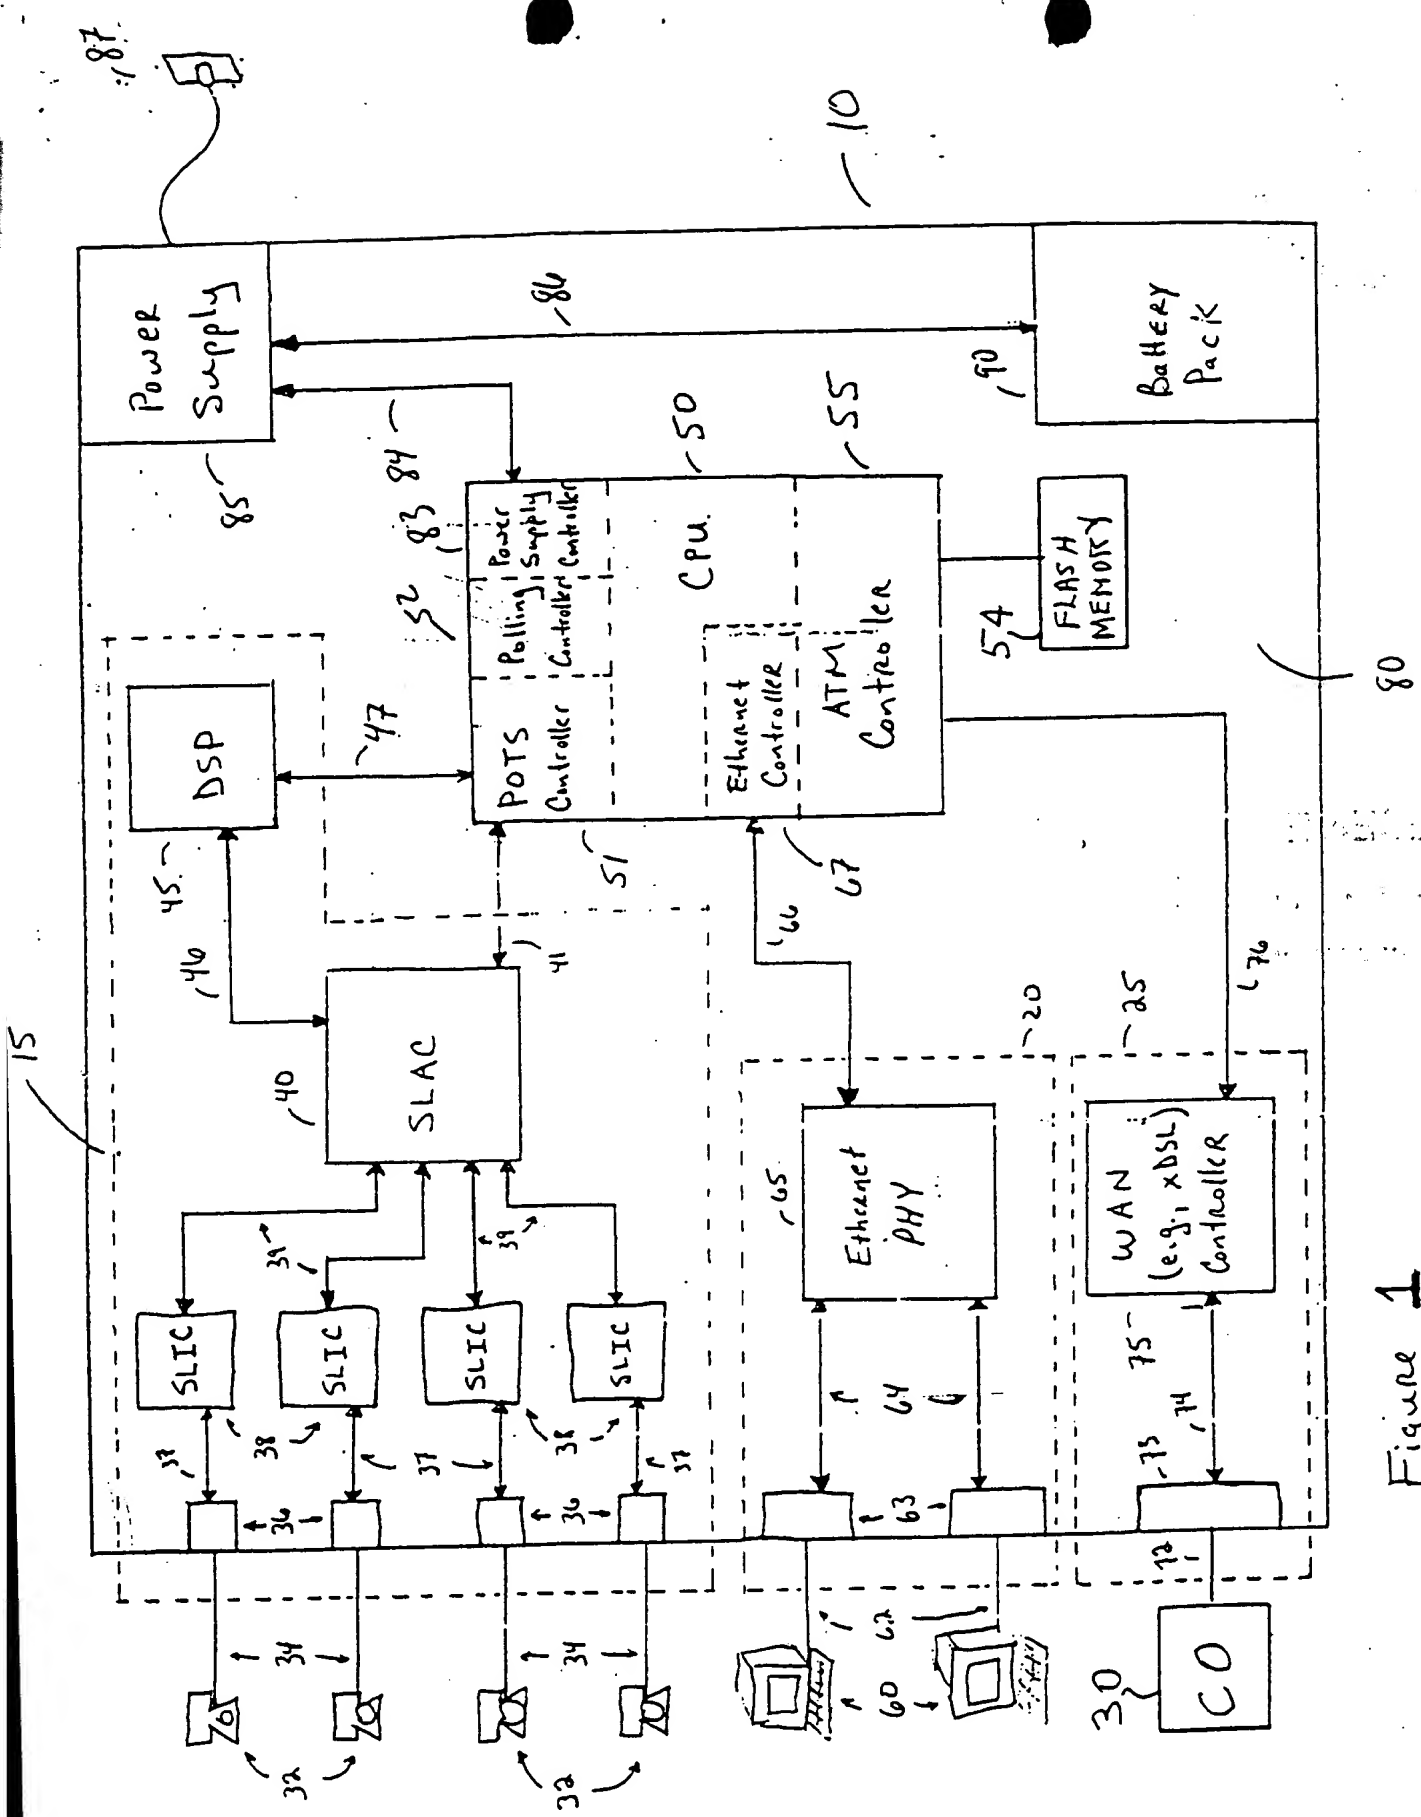 15
32
34
36
37
38
SLIC
SLIC
39
40
SLAC
46
45
DSP
32
34
36
37
38
37
SLIC
SLIC
39
41
47
85
Power
Supply
87
84
86
51
POTS
Controller
52
Polling
Controller
83
Power
Supply
Controller
50
CPU
Ethernet
Controller
67
ATM
Controller
55
54
FLASH
MEMORY
90
Battery
Pack
10
80
60
62
63
64
65
Ethernet
PHY
66
20
30
CO
72
73
74
75
WAN
(e.g., xDSL)
Controller
25
76
Figure 1